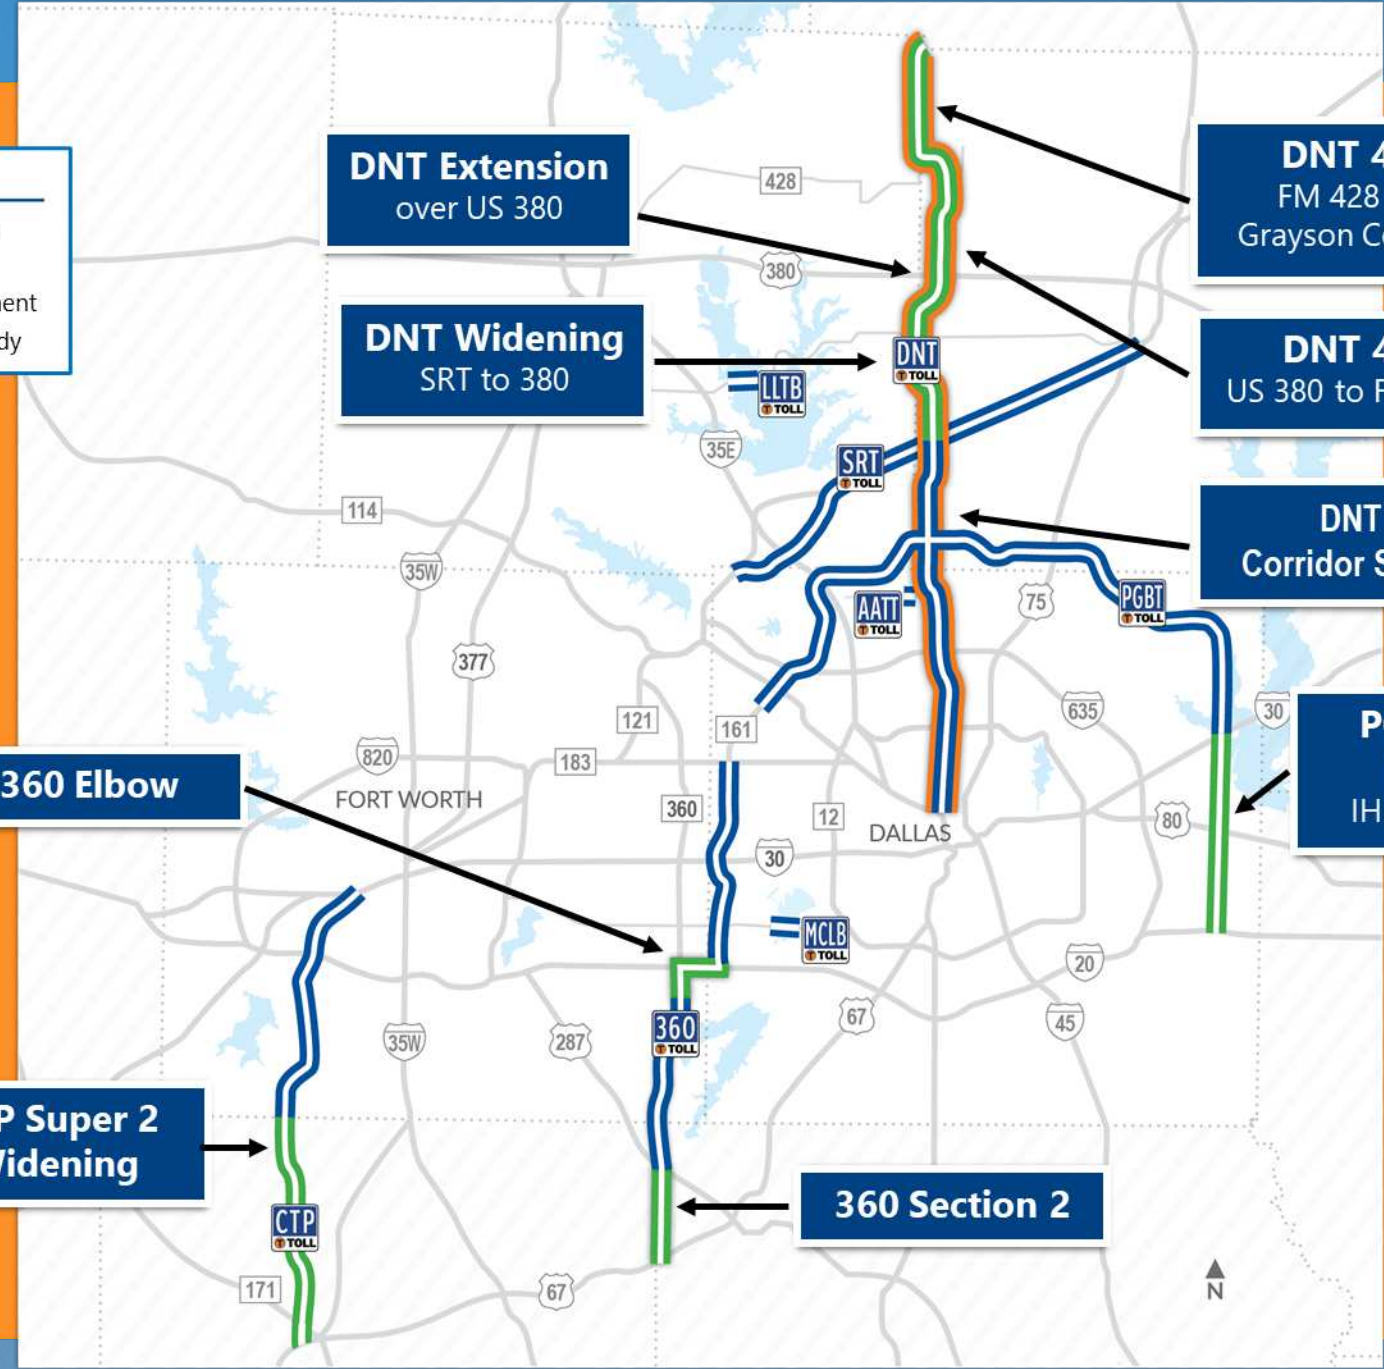 DNT Extension
over US 380
428
DNT 4
FM 428
Grayson Co
380
DNT Widening
SRT to 380
DNT
TOLL
DNT 4
US 380 to F
LLTB
TOLL
35E
SRT
TOLL
114
DNT
Corridor S
35W
AATT
TOLL
75
PGBT
TOLL
377
121
161
635
30
P
IH
820
183
360 Elbow
FORT WORTH
360
12
DALLAS
80
30
MCLB
TOLL
20
35W
287
360
TOLL
67
45
P Super 2
Widening
360 Section 2
CTP
TOLL
171
67
N